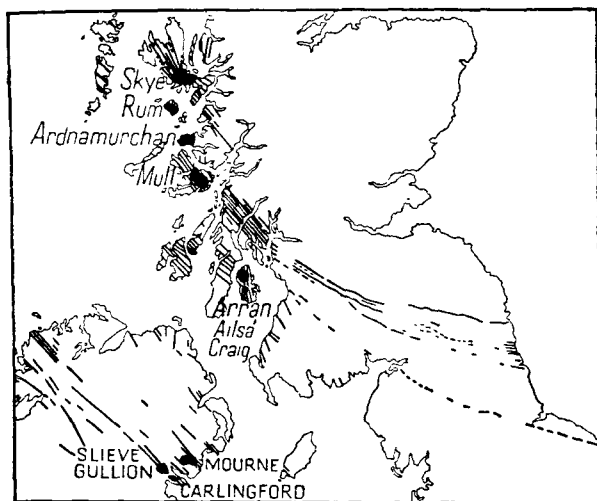 Skye
Rum
Ardnamurchan
Mull
Arran
Ailsa
Craig
SLIEVE
GULLION
MOURNE
CARLINGFORD